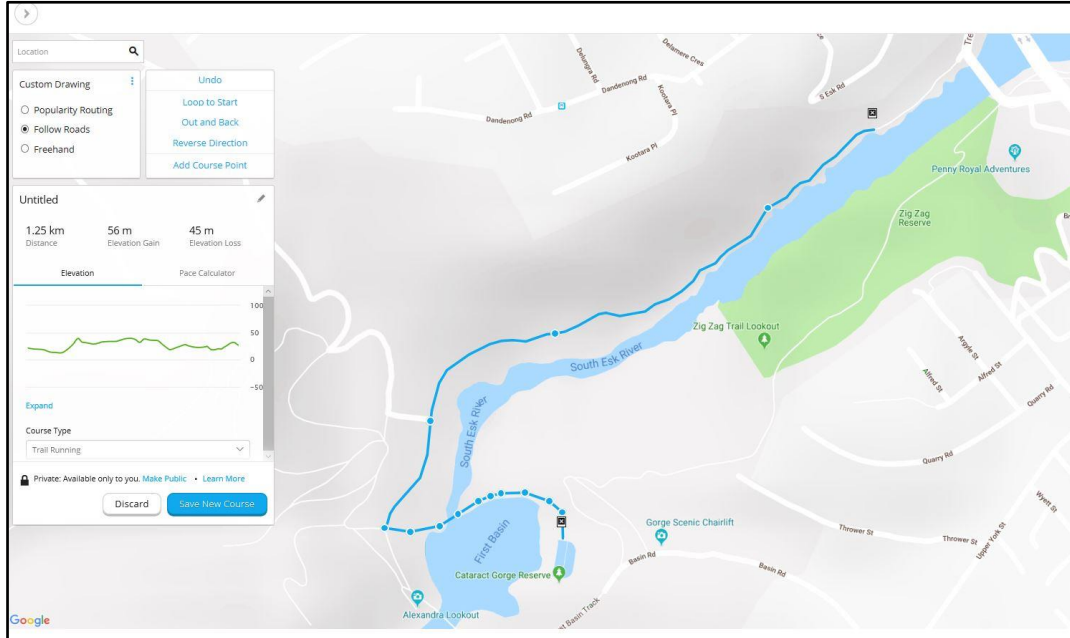 Location
Custom Drawing
Popularity Routing
Follow Roads
Freehand
Undo
Loop to Start
Out and Back
Reverse Direction
Add Course Point
Untitled
1.25 km
Distance
56 m
Elevation Gain
45 m
Elevation Loss
Elevation
Pace Calculator
100
50
0
-50
Expand
Course Type
Trail Running
Private: Available only to you. Make Public • Learn More
Discard
Save New Course
Google
Delungra Rd
Delamere Cres
Dandenong Rd
Dandenong Rd
Kootara Pl
Kootara Pl
S Esk Rd
Penny Royal Adventures
Zig Zag
Reserve
Zig Zag Trail Lookout
South Esk River
South Esk River
Argyle St
Alfred St
Alfred St
Quarry Rd
Quarry Rd
Wyett St
Upper York St
Thrower St
Thrower St
Gorge Scenic Chairlift
Basin Rd
Basin Rd
First Basin
Cataract Gorge Reserve
Alexandra Lookout
Basin Track